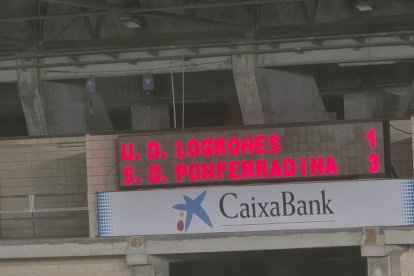 U. D. LOGROÑES 1
S. D. PONFERRADINA 3
CaixaBank